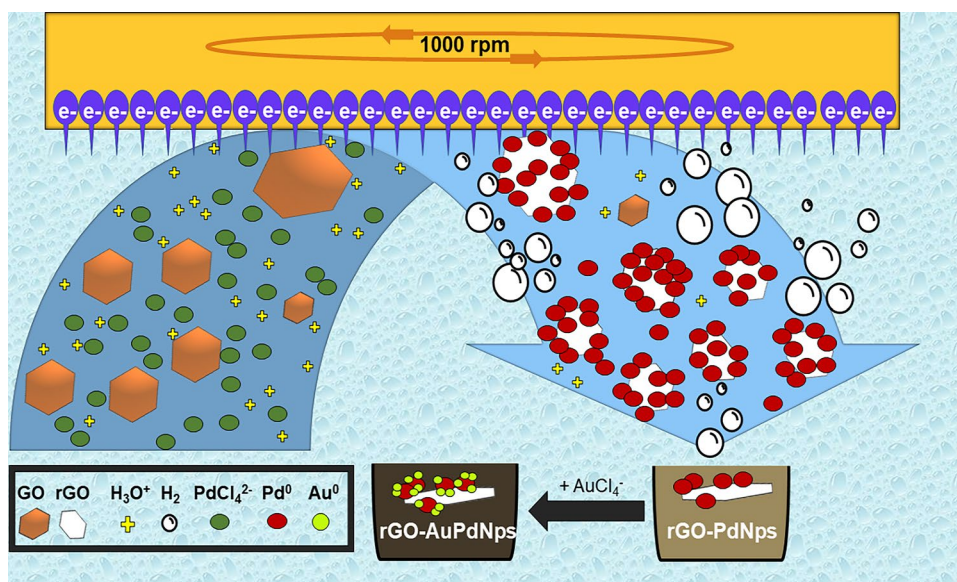 1000 rpm
e- e- e- e- e- e- e- e- e- e- e- e- e- e- e- e- e- e- e- e- e- e- e- e- e- e- e- e- e- e- e- e- e-
GO rGO H₃O⁺ H₂ PdCl₄²⁻ Pd⁰ Au⁰
+ AuCl₄⁻
rGO-AuPdNps
rGO-PdNps